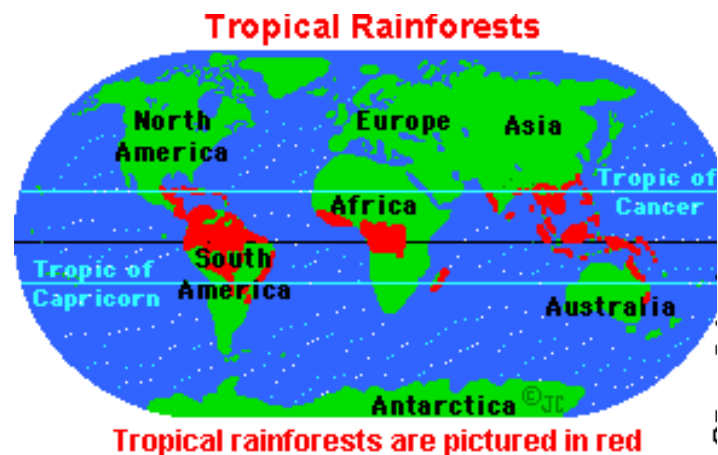 Tropical Rainforests
North
America
Europe
Asia
Tropic of
Cancer
Africa
Tropic of
Capricorn
South
America
Australia
Antarctica
©JC
Tropical rainforests are pictured in red